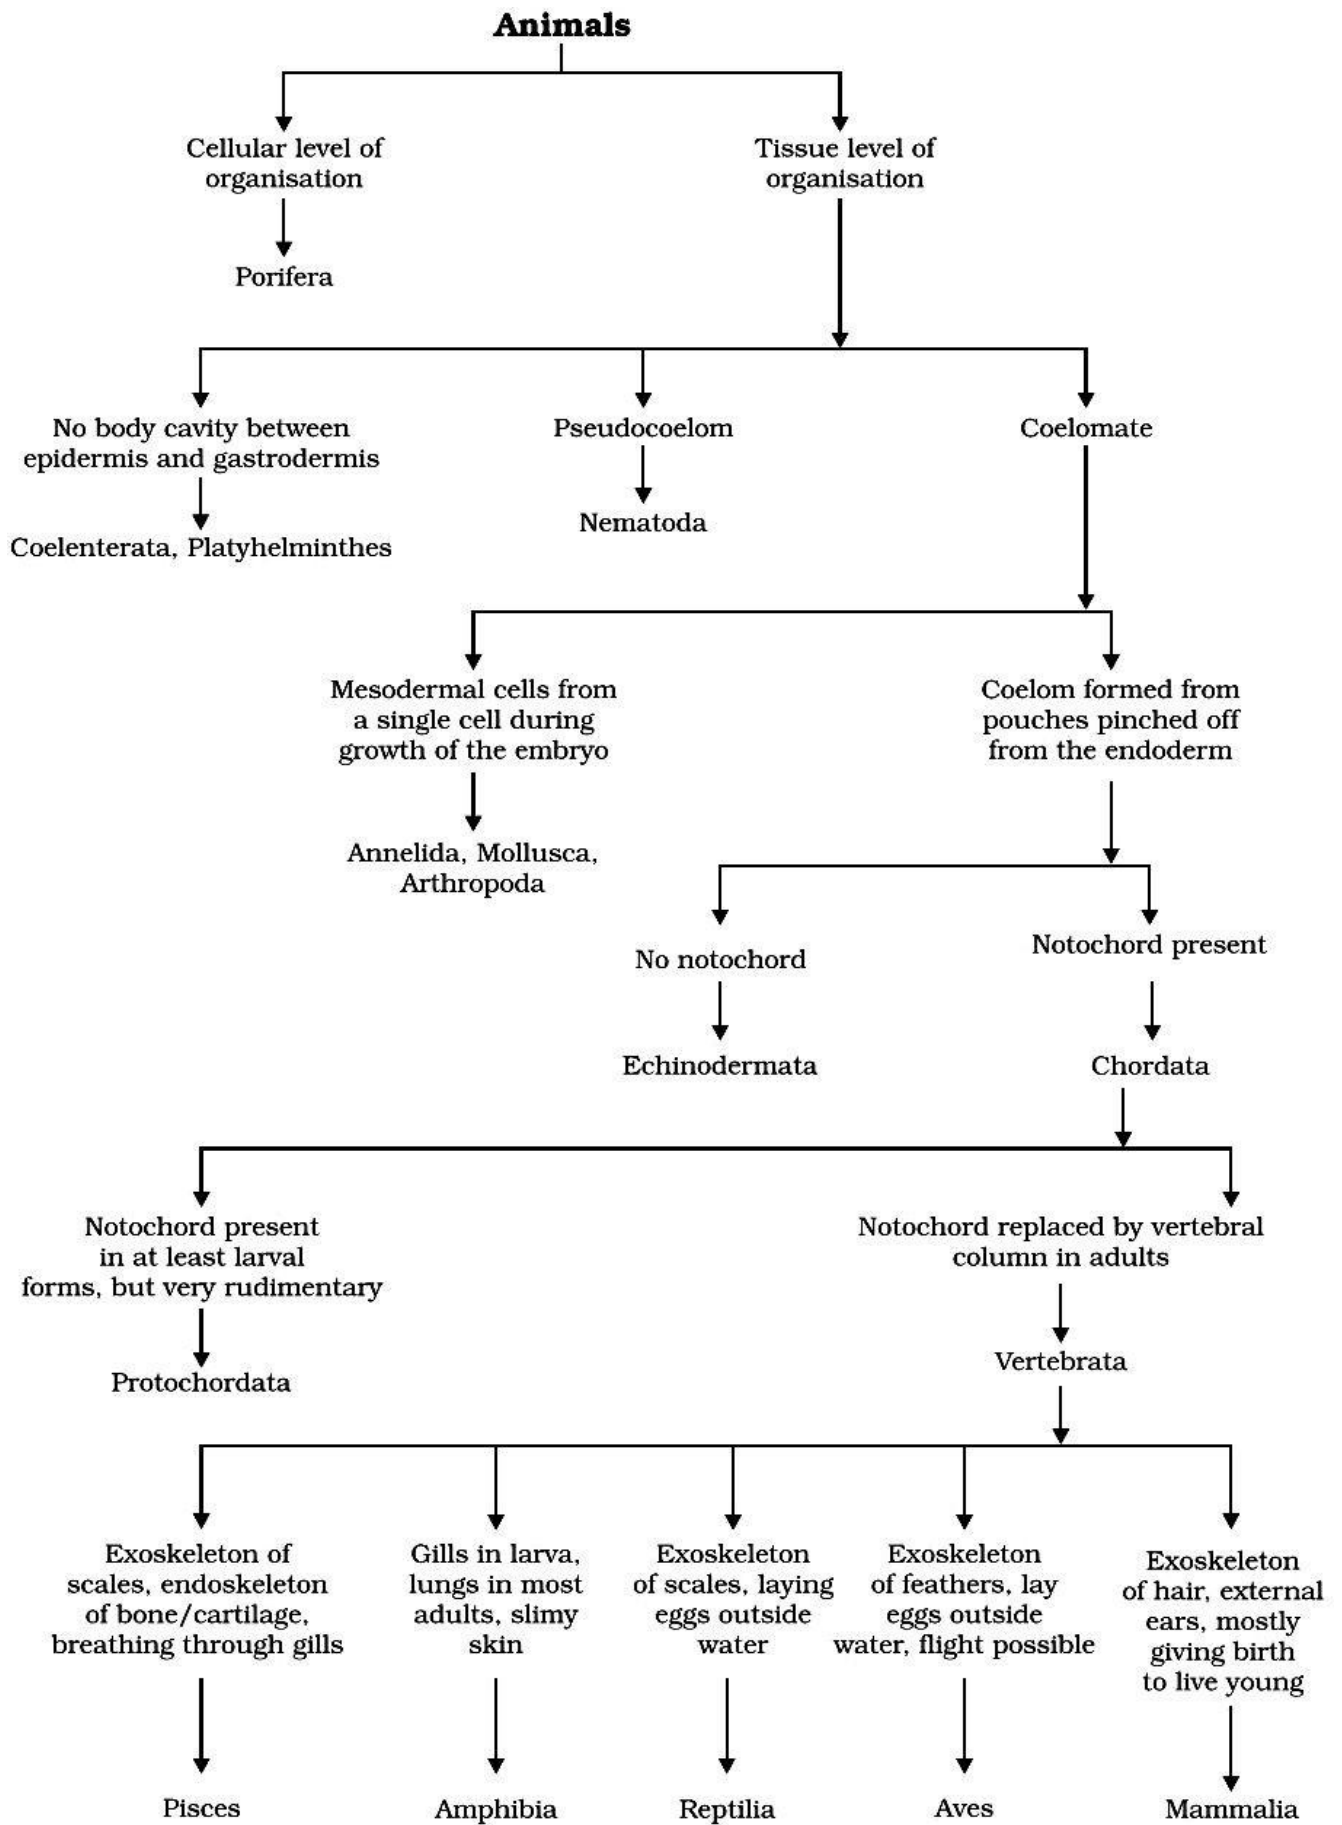 Animals
Cellular level of
organisation
Tissue level of
organisation
Porifera
No body cavity between
epidermis and gastrodermis
Pseudocoelom
Coelomate
Coelenterata, Platyhelminthes
Nematoda
Mesodermal cells from
a single cell during
growth of the embryo
Coelom formed from
pouches pinched off
from the endoderm
Annelida, Mollusca,
Arthropoda
No notochord
Notochord present
Echinodermata
Chordata
Notochord present
in at least larval
forms, but very rudimentary
Notochord replaced by vertebral
column in adults
Protochordata
Vertebrata
Exoskeleton of
scales, endoskeleton
of bone/cartilage,
breathing through gills
Gills in larva,
lungs in most
adults, slimy
skin
Exoskeleton
of scales, laying
eggs outside
water
Exoskeleton
of feathers, lay
eggs outside
water, flight possible
Exoskeleton
of hair, external
ears, mostly
giving birth
to live young
Pisces
Amphibia
Reptilia
Aves
Mammalia